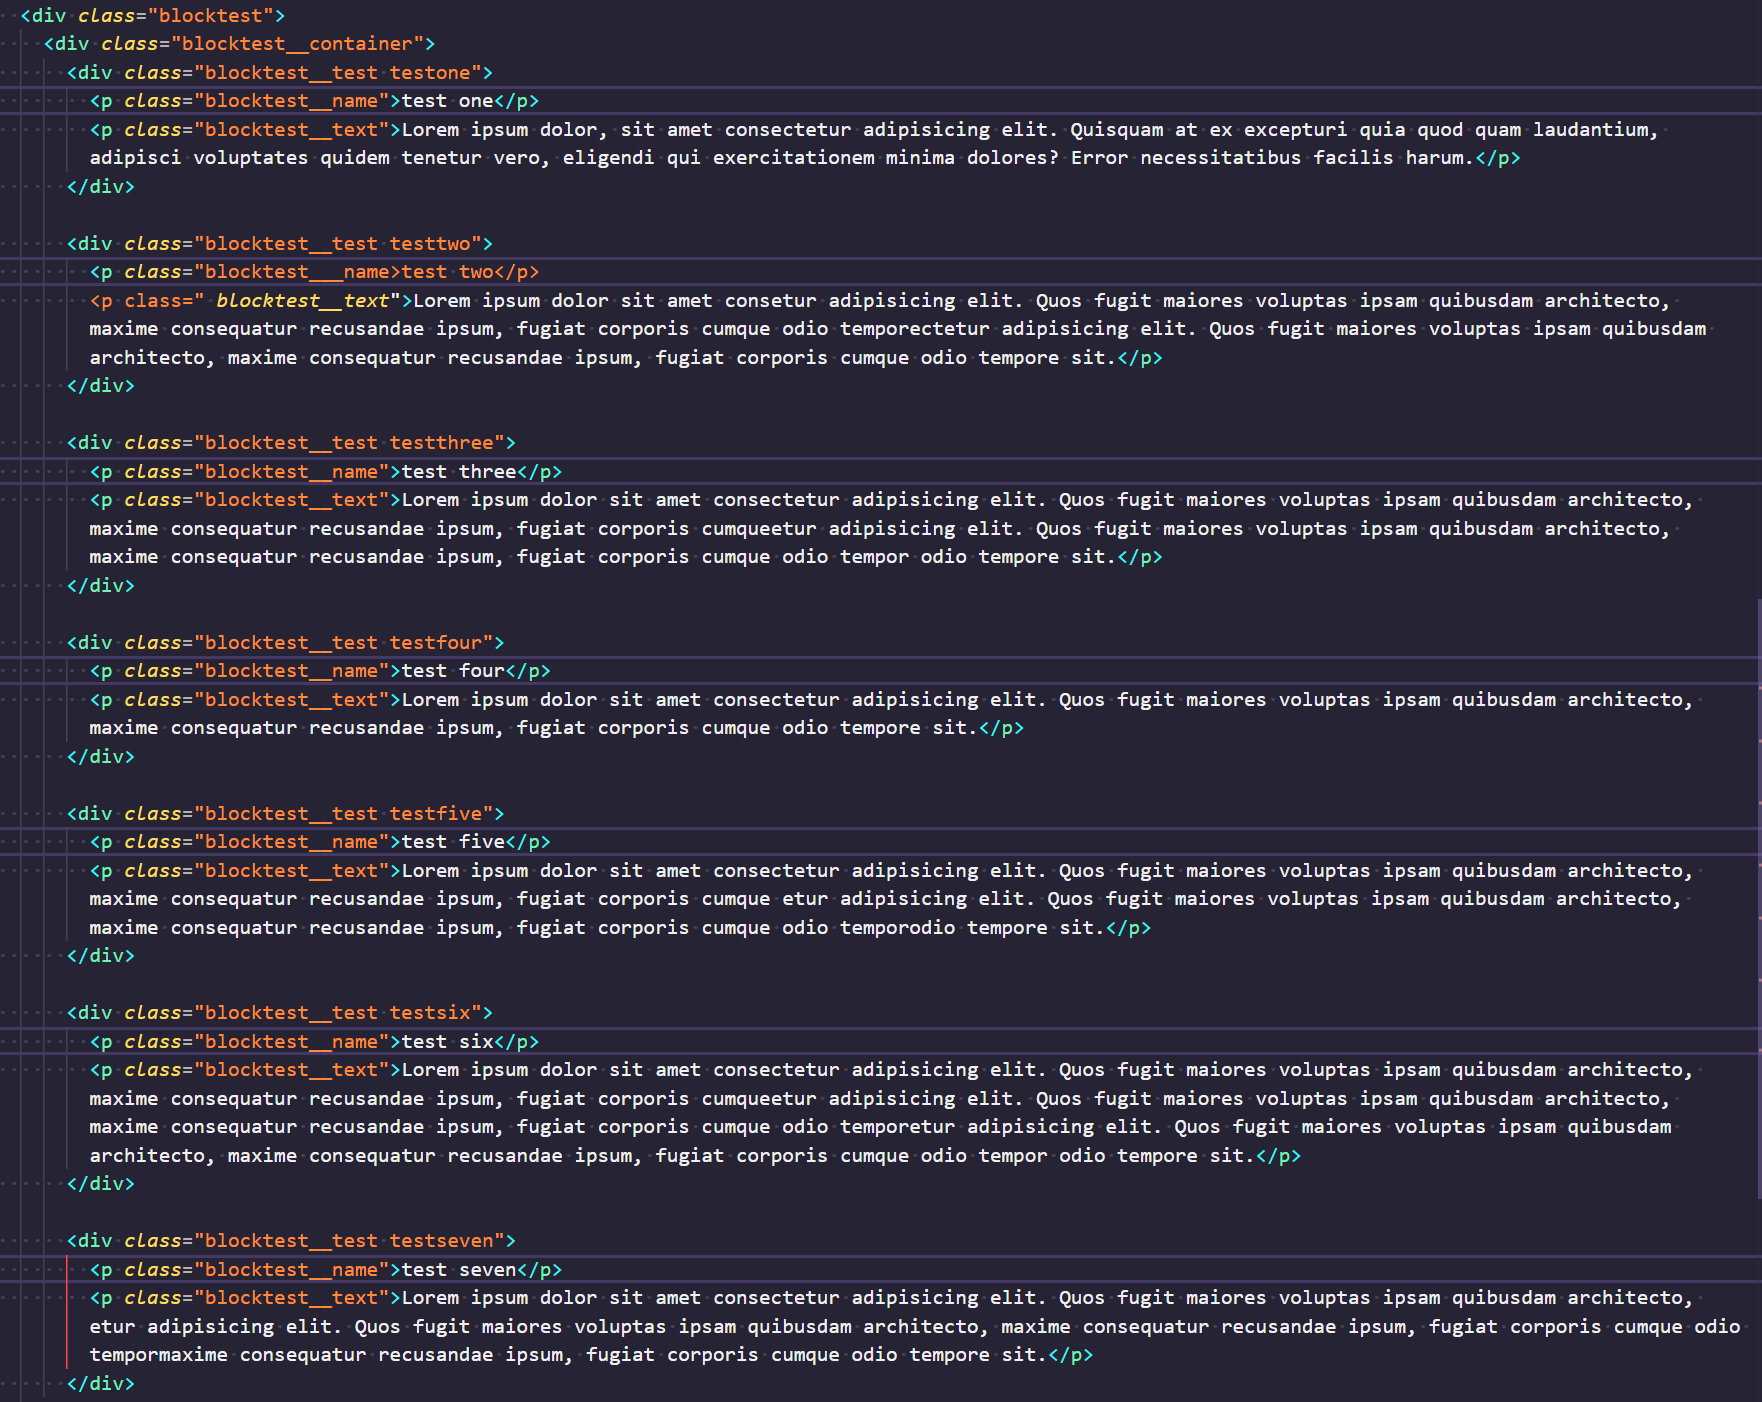 <div class="blocktest">
<div class="blocktest__container">
<div class="blocktest__test testone">
<p class="blocktest__name">test one</p>
<p class="blocktest__text">Lorem ipsum dolor, sit amet consectetur adipisicing elit. Quisquam at ex excepturi quia quod quam laudantium,
adipisci voluptates quidem tenetur vero, eligendi qui exercitationem minima dolores? Error necessitatibus facilis harum.</p>
</div>
<div class="blocktest__test testtwo">
<p class="blocktest___name>test two</p>
<p class=" blocktest__text">Lorem ipsum dolor sit amet consetur adipisicing elit. Quos fugit maiores voluptas ipsam quibusdam architecto,
maxime consequatur recusandae ipsum, fugiat corporis cumque odio temporectetur adipisicing elit. Quos fugit maiores voluptas ipsam quibusdam
architecto, maxime consequatur recusandae ipsum, fugiat corporis cumque odio tempore sit.</p>
</div>
<div class="blocktest__test testthree">
<p class="blocktest__name">test three</p>
<p class="blocktest__text">Lorem ipsum dolor sit amet consectetur adipisicing elit. Quos fugit maiores voluptas ipsam quibusdam architecto,
maxime consequatur recusandae ipsum, fugiat corporis cumqueetur adipisicing elit. Quos fugit maiores voluptas ipsam quibusdam architecto,
maxime consequatur recusandae ipsum, fugiat corporis cumque odio tempor odio tempore sit.</p>
</div>
<div class="blocktest__test testfour">
<p class="blocktest__name">test four</p>
<p class="blocktest__text">Lorem ipsum dolor sit amet consectetur adipisicing elit. Quos fugit maiores voluptas ipsam quibusdam architecto,
maxime consequatur recusandae ipsum, fugiat corporis cumque odio tempore sit.</p>
</div>
<div class="blocktest__test testfive">
<p class="blocktest__name">test five</p>
<p class="blocktest__text">Lorem ipsum dolor sit amet consectetur adipisicing elit. Quos fugit maiores voluptas ipsam quibusdam architecto,
maxime consequatur recusandae ipsum, fugiat corporis cumque etur adipisicing elit. Quos fugit maiores voluptas ipsam quibusdam architecto,
maxime consequatur recusandae ipsum, fugiat corporis cumque odio temporodio tempore sit.</p>
</div>
<div class="blocktest__test testsix">
<p class="blocktest__name">test six</p>
<p class="blocktest__text">Lorem ipsum dolor sit amet consectetur adipisicing elit. Quos fugit maiores voluptas ipsam quibusdam architecto,
maxime consequatur recusandae ipsum, fugiat corporis cumqueetur adipisicing elit. Quos fugit maiores voluptas ipsam quibusdam architecto,
maxime consequatur recusandae ipsum, fugiat corporis cumque odio temporetur adipisicing elit. Quos fugit maiores voluptas ipsam quibusdam
architecto, maxime consequatur recusandae ipsum, fugiat corporis cumque odio tempor odio tempore sit.</p>
</div>
<div class="blocktest__test testseven">
<p class="blocktest__name">test seven</p>
<p class="blocktest__text">Lorem ipsum dolor sit amet consectetur adipisicing elit. Quos fugit maiores voluptas ipsam quibusdam architecto,
etur adipisicing elit. Quos fugit maiores voluptas ipsam quibusdam architecto, maxime consequatur recusandae ipsum, fugiat corporis cumque odio
tempormaxime consequatur recusandae ipsum, fugiat corporis cumque odio tempore sit.</p>
</div>